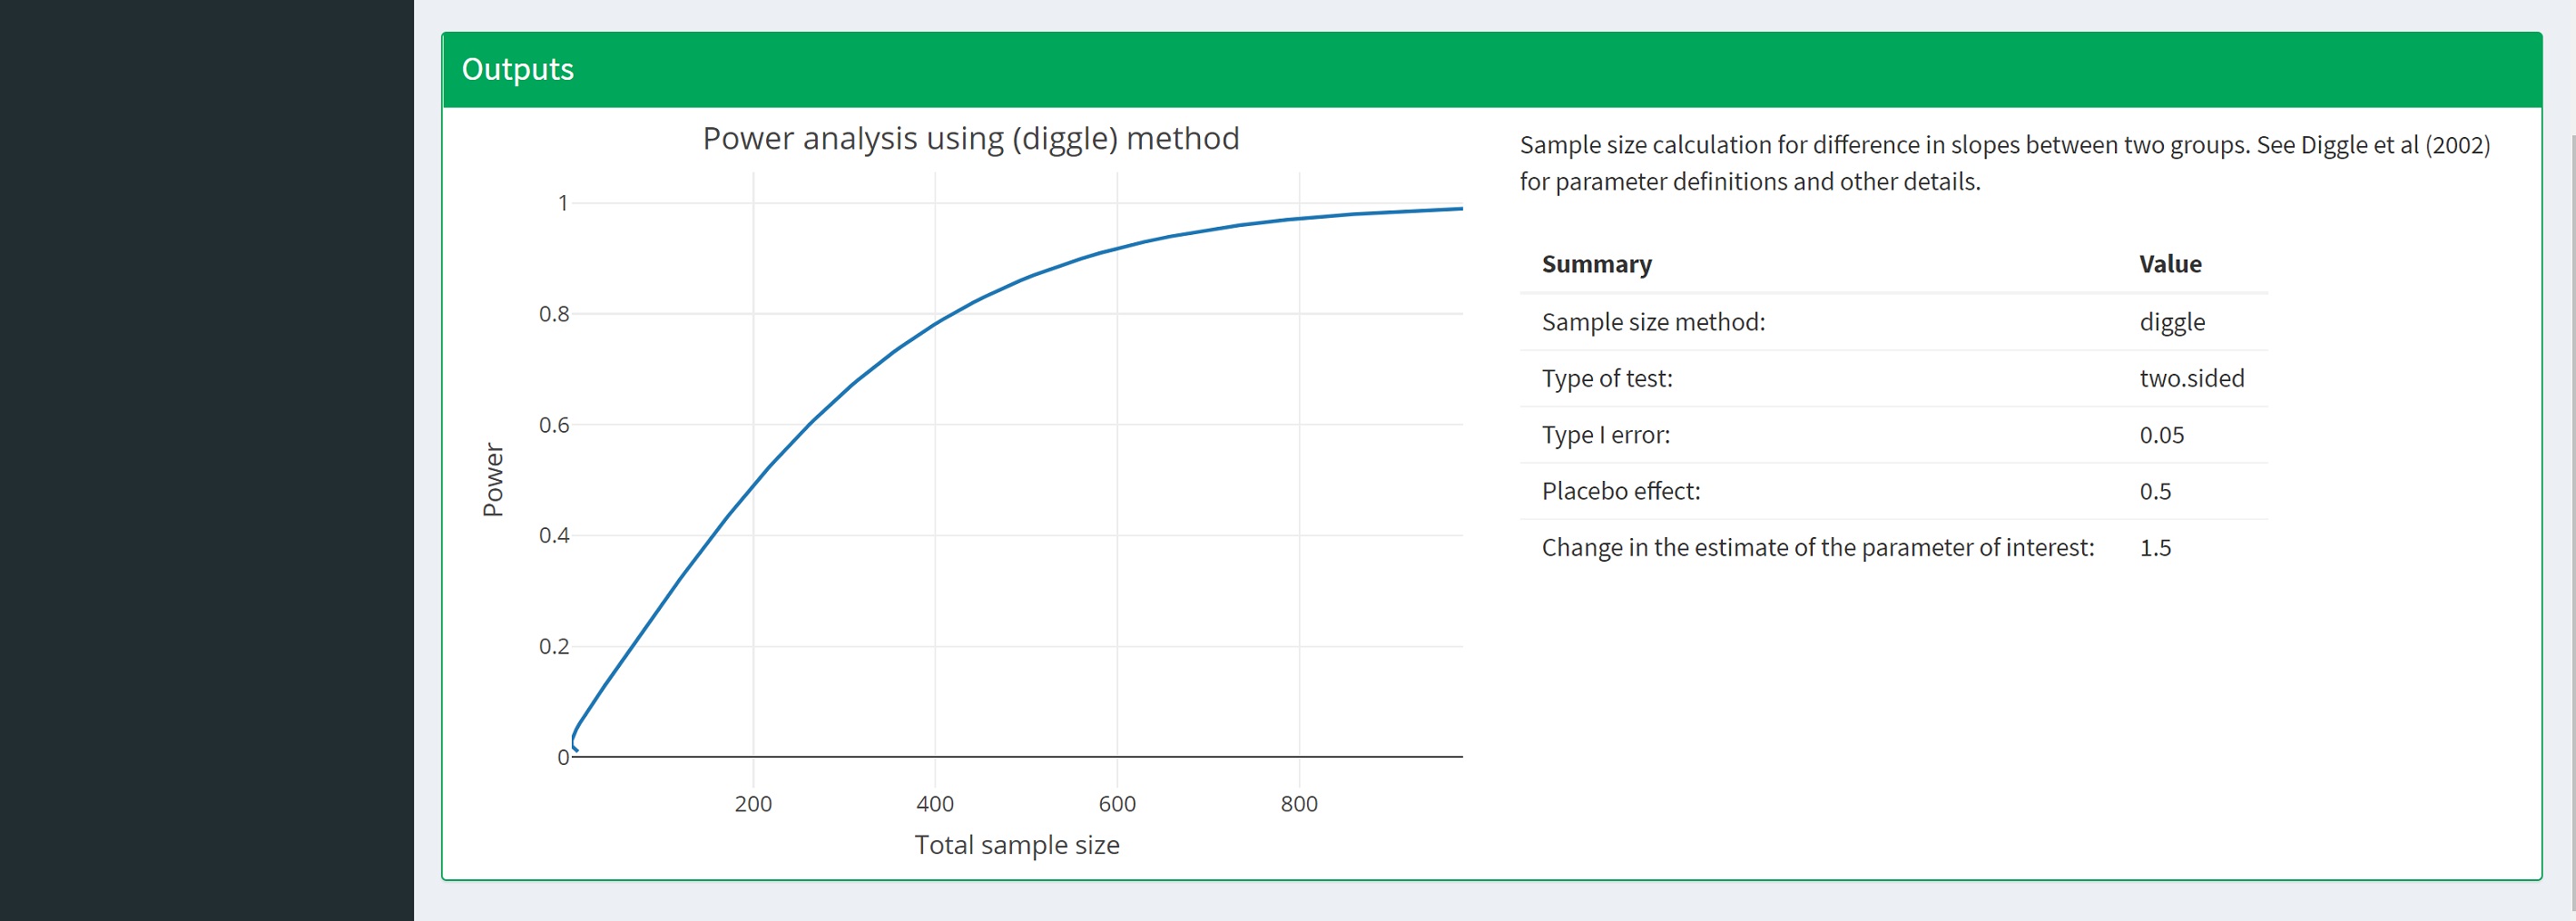 Outputs
Power analysis using (diggle) method
1
0.8
0.6
0.4
0.2
0
Power
200 400 600 800
Total sample size
Sample size calculation for difference in slopes between two groups. See Diggle et al (2002)
for parameter definitions and other details.
Summary Value
Sample size method: diggle
Type of test: two.sided
Type I error: 0.05
Placebo effect: 0.5
Change in the estimate of the parameter of interest: 1.5